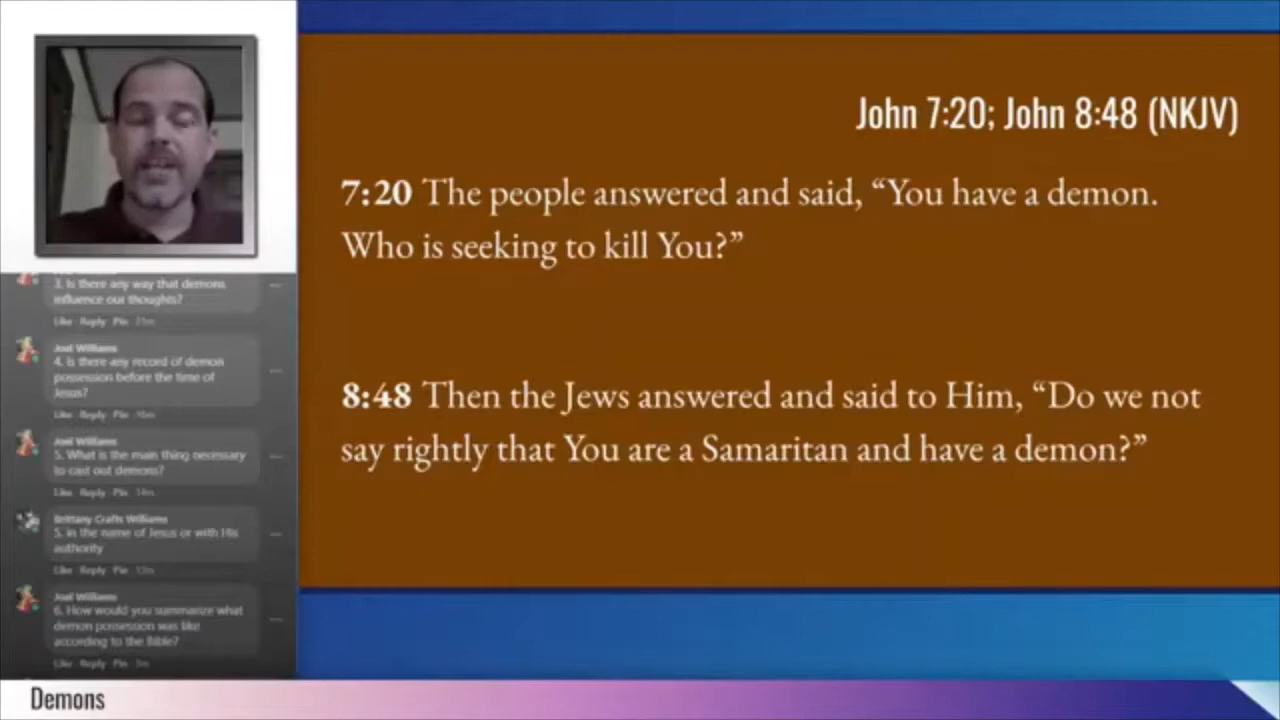 John 7:20; John 8:48 (NKJV)
7:20 The people answered and said, “You have a demon.
Who is seeking to kill You?”
8:48 Then the Jews answered and said to Him, “Do we not
say rightly that You are a Samaritan and have a demon?”
3. Is there any way that demons
influence our thoughts?
Like Reply Pin 21m
Joel Williams
4. Is there any record of demon
possession before the time of
Jesus?
Like Reply Pin
Joel Williams
5. What is the main thing necessary
to cast out demons?
Like Reply Pin 14m
Brittany Crafts Williams
5. in the name of Jesus or with His
authority
Like Reply Pin
Joel Williams
6. How would you summarize what
demon possession was like
according to the Bible?
Like Reply Pin
Demons